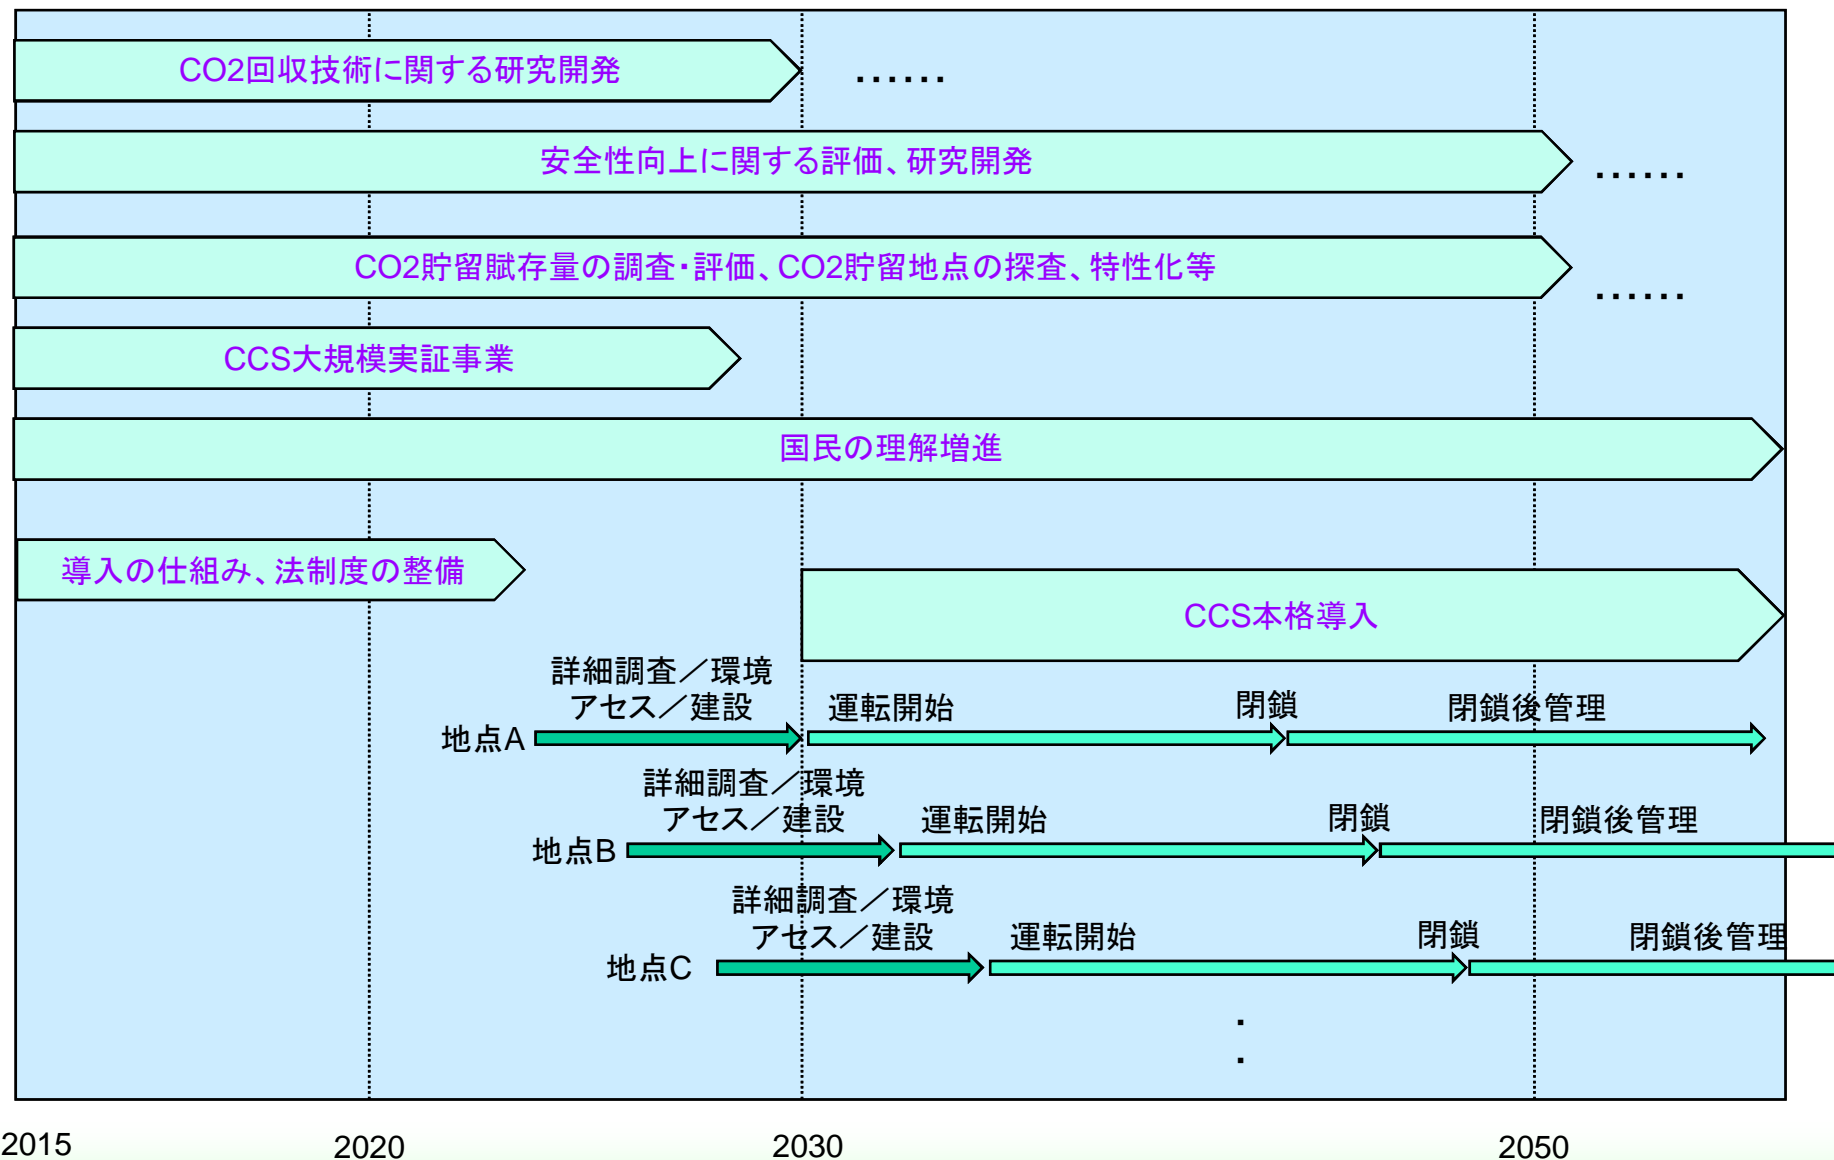 CO2回収技術に関する研究開発
......
安全性向上に関する評価、研究開発
......
CO2貯留賦存量の調査・評価、CO2貯留地点の探査、特性化等
......
CCS大規模実証事業
国民の理解増進
導入の仕組み、法制度の整備
CCS本格導入
詳細調査／環境
アセス／建設
運転開始
閉鎖
閉鎖後管理
地点A
詳細調査／環境
アセス／建設
運転開始
閉鎖
閉鎖後管理
地点B
詳細調査／環境
アセス／建設
運転開始
閉鎖
閉鎖後管理
地点C
.
.
2015
2020
2030
2050